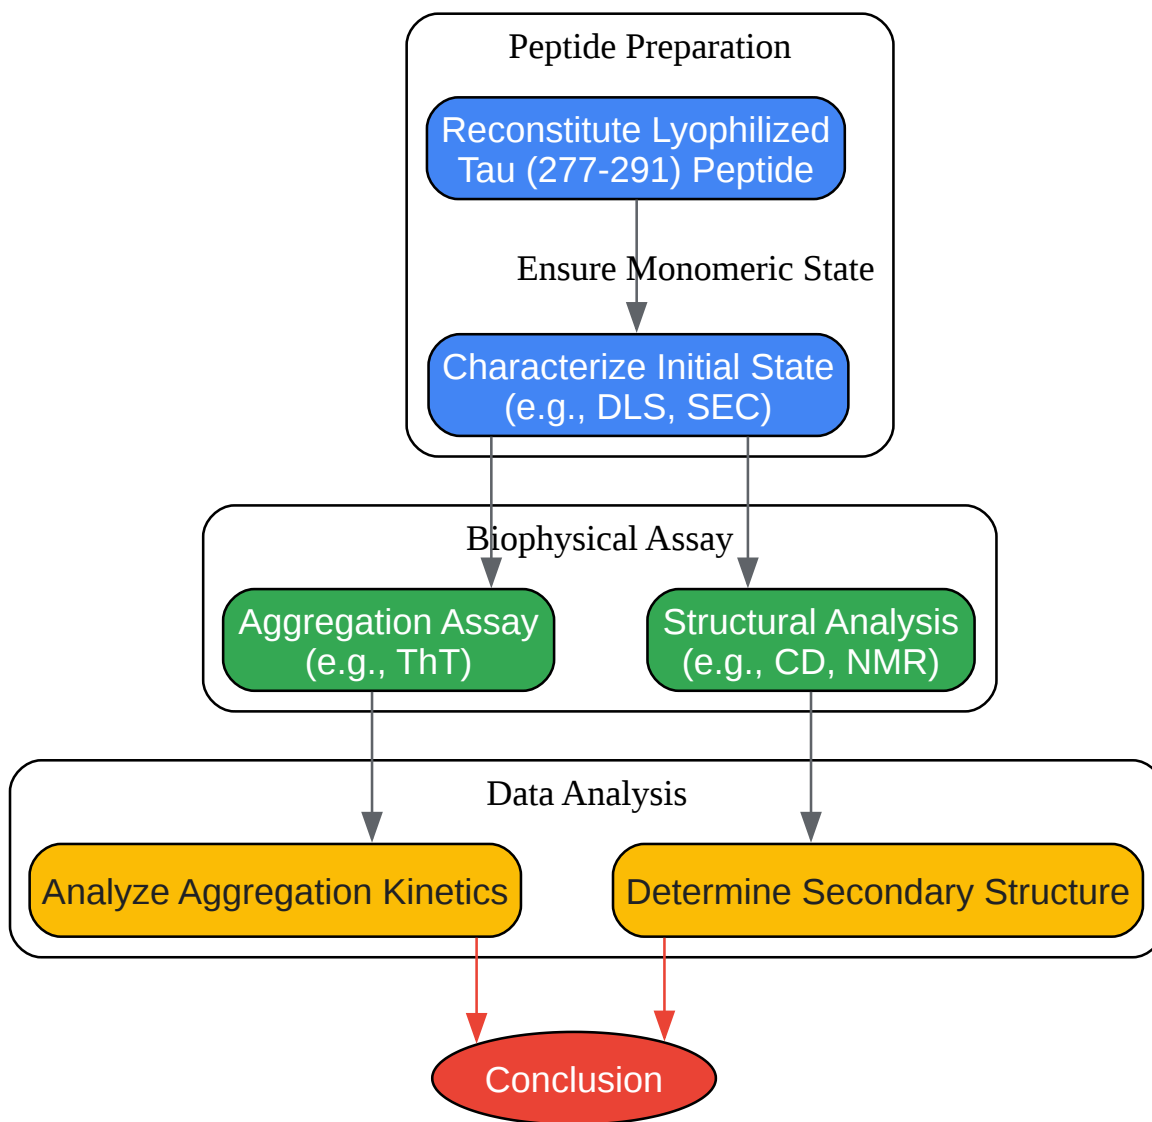 Peptide Preparation
Reconstitute Lyophilized
Tau (277-291) Peptide
Ensure Monomeric State
Characterize Initial State
(e.g., DLS, SEC)
Biophysical Assay
Aggregation Assay
(e.g., ThT)
Structural Analysis
(e.g., CD, NMR)
Data Analysis
Analyze Aggregation Kinetics
Determine Secondary Structure
Conclusion